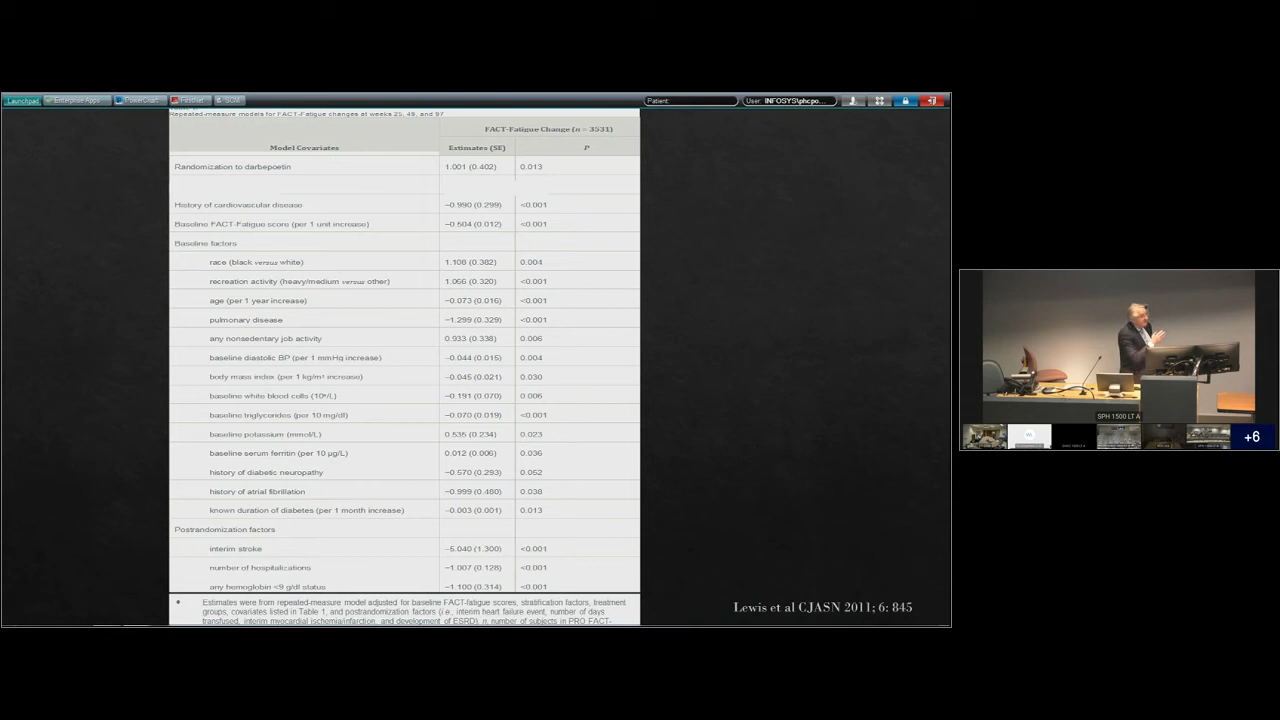 Launchpad Enterprise Apps PowerChart FirstNet SCM Patient: User: INFOSYS\phcpo...
Repeated-measure models for FACT-Fatigue changes at weeks 25, 49, and 97
FACT-Fatigue Change (n = 3531)
Model Covariates Estimates (SE) P
Randomization to darbepoetin 1.001 (0.402) 0.013
History of cardiovascular disease −0.990 (0.299) <0.001
Baseline FACT-Fatigue score (per 1 unit increase) −0.504 (0.012) <0.001
Baseline factors
race (black versus white) 1.108 (0.382) 0.004
recreation activity (heavy/medium versus other) 1.066 (0.320) <0.001
age (per 1 year increase) −0.073 (0.016) <0.001
pulmonary disease −1.299 (0.329) <0.001
any nonsedentary job activity 0.933 (0.338) 0.006
baseline diastolic BP (per 1 mmHg increase) −0.044 (0.015) 0.004
body mass index (per 1 kg/m² increase) −0.045 (0.021) 0.030
baseline white blood cells (10⁹/L) −0.191 (0.070) 0.006
baseline triglycerides (per 10 mg/dl) −0.070 (0.019) <0.001
baseline potassium (mmol/L) 0.535 (0.234) 0.023
baseline serum ferritin (per 10 µg/L) 0.012 (0.006) 0.036
history of diabetic neuropathy −0.570 (0.293) 0.052
history of atrial fibrillation −0.999 (0.480) 0.038
known duration of diabetes (per 1 month increase) −0.003 (0.001) 0.013
Postrandomization factors
interim stroke −5.040 (1.300) <0.001
number of hospitalizations −1.007 (0.128) <0.001
any hemoglobin <9 g/dl status −1.100 (0.314) <0.001
• Estimates were from repeated-measure model adjusted for baseline FACT-fatigue scores, stratification factors, treatment
groups, covariates listed in Table 1, and postrandomization factors (i.e., interim heart failure event, number of days
transfused, interim myocardial ischemia/infarction, and development of ESRD). n, number of subjects in PRO FACT-
Lewis et al CJASN 2011; 6: 845
SPH 1500 LT A
+6